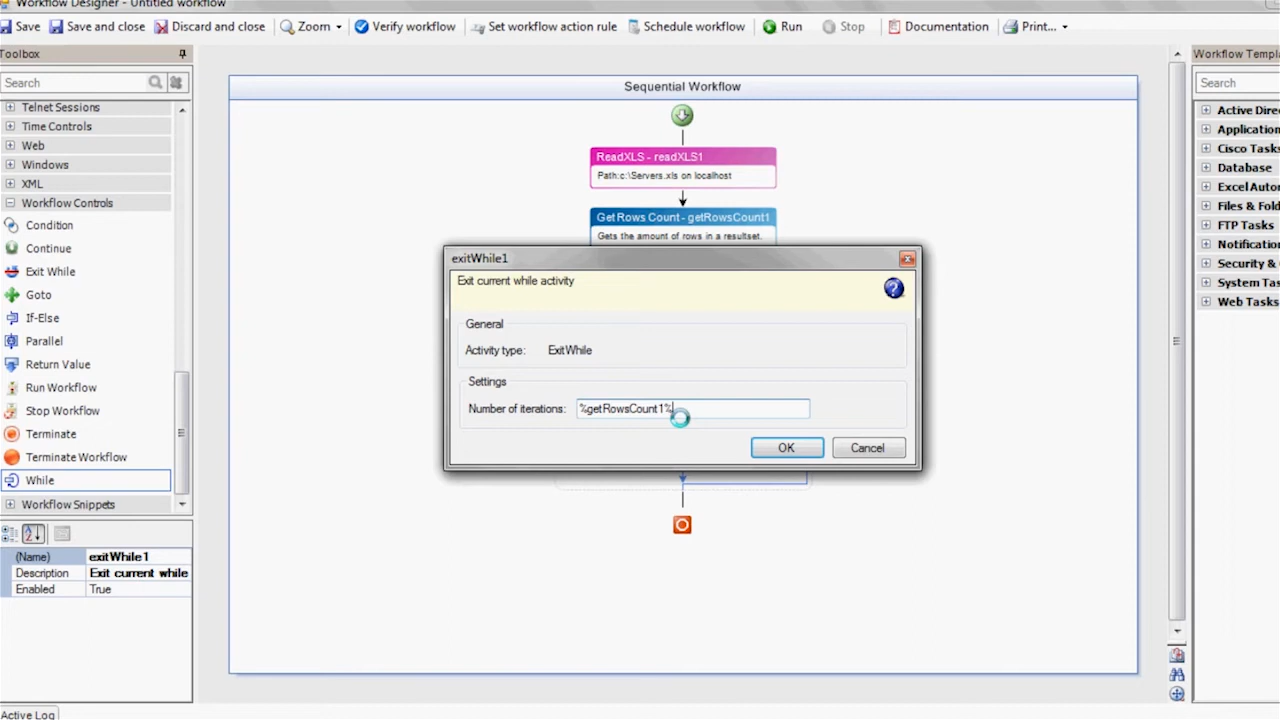 Workflow Designer - Untitled workflow
Save
Save and close
Discard and close
Zoom
Verify workflow
Set workflow action rule
Schedule workflow
Run
Stop
Documentation
Print...
Toolbox
Search
Telnet Sessions
Time Controls
Web
Windows
XML
Workflow Controls
Condition
Continue
Exit While
Goto
If-Else
Parallel
Return Value
Run Workflow
Stop Workflow
Terminate
Terminate Workflow
While
Workflow Snippets
(Name) exitWhile1
Description Exit current while
Enabled True
Active Log
Sequential Workflow
ReadXLS - readXLS1
Path:c:\Servers.xls on localhost
Get Rows Count - getRowsCount1
Gets the amount of rows in a resultset.
exitWhile1
Exit current while activity
General
Activity type: ExitWhile
Settings
Number of iterations: %getRowsCount1%
OK
Cancel
Workflow Templa
Search
Active Dire
Application
Cisco Tasks
Database
Excel Auto
Files & Fold
FTP Tasks
Notificatio
Security &
System Tas
Web Tasks